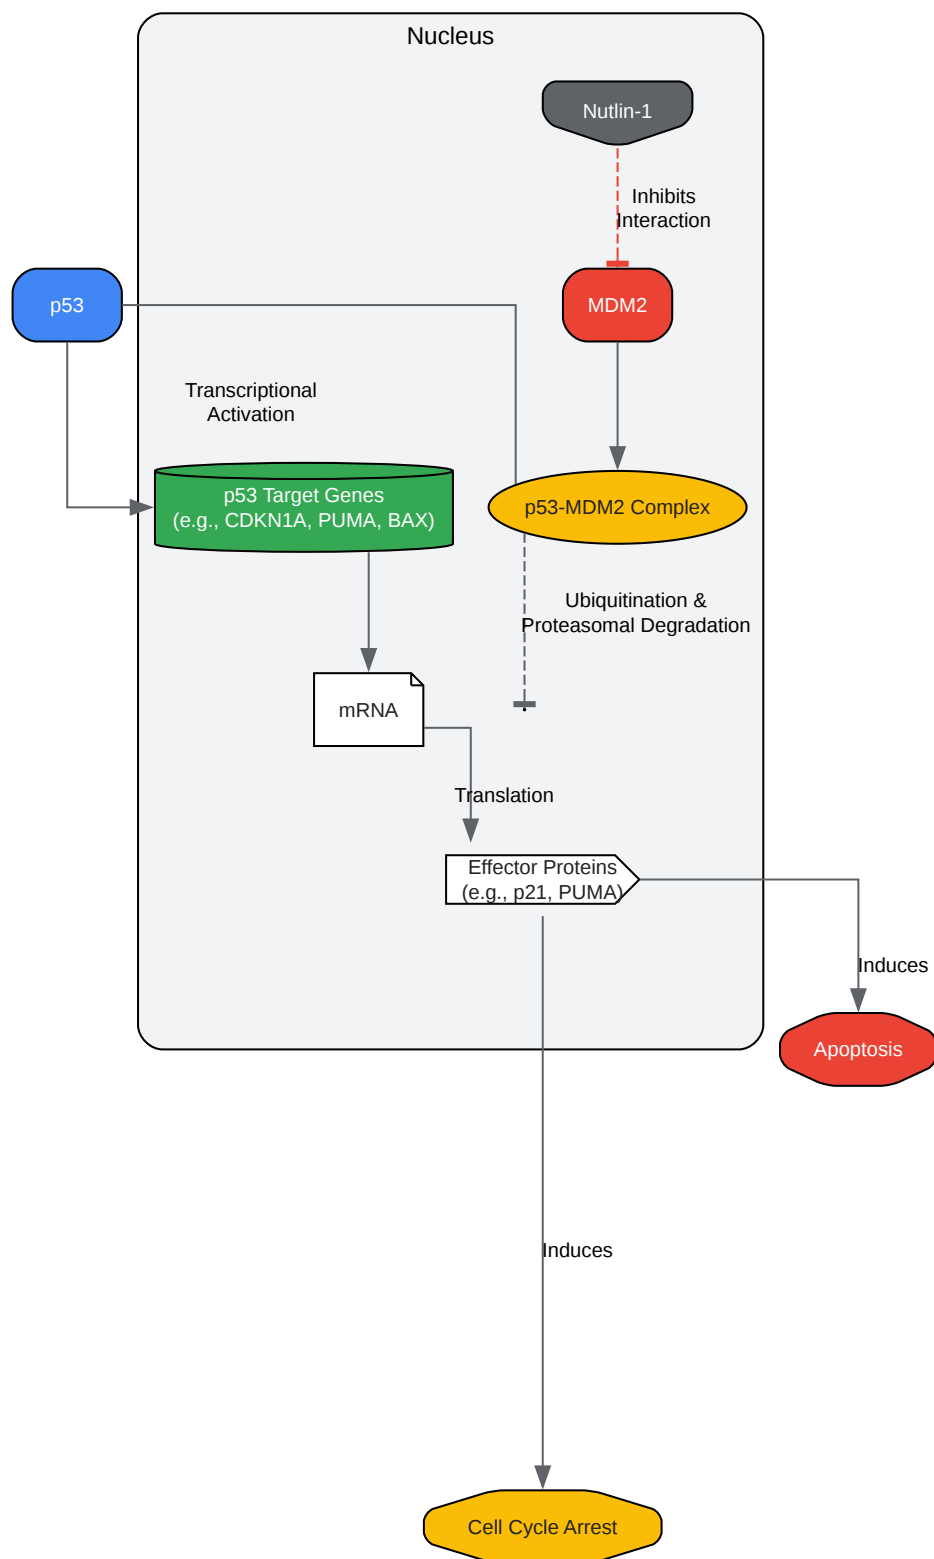 Nucleus
Nutlin-1
Inhibits
Interaction
p53
MDM2
Transcriptional
Activation
p53 Target Genes
(e.g., CDKN1A, PUMA, BAX)
p53-MDM2 Complex
Ubiquitination &
Proteasomal Degradation
mRNA
Translation
Effector Proteins
(e.g., p21, PUMA)
Induces
Apoptosis
Induces
Cell Cycle Arrest